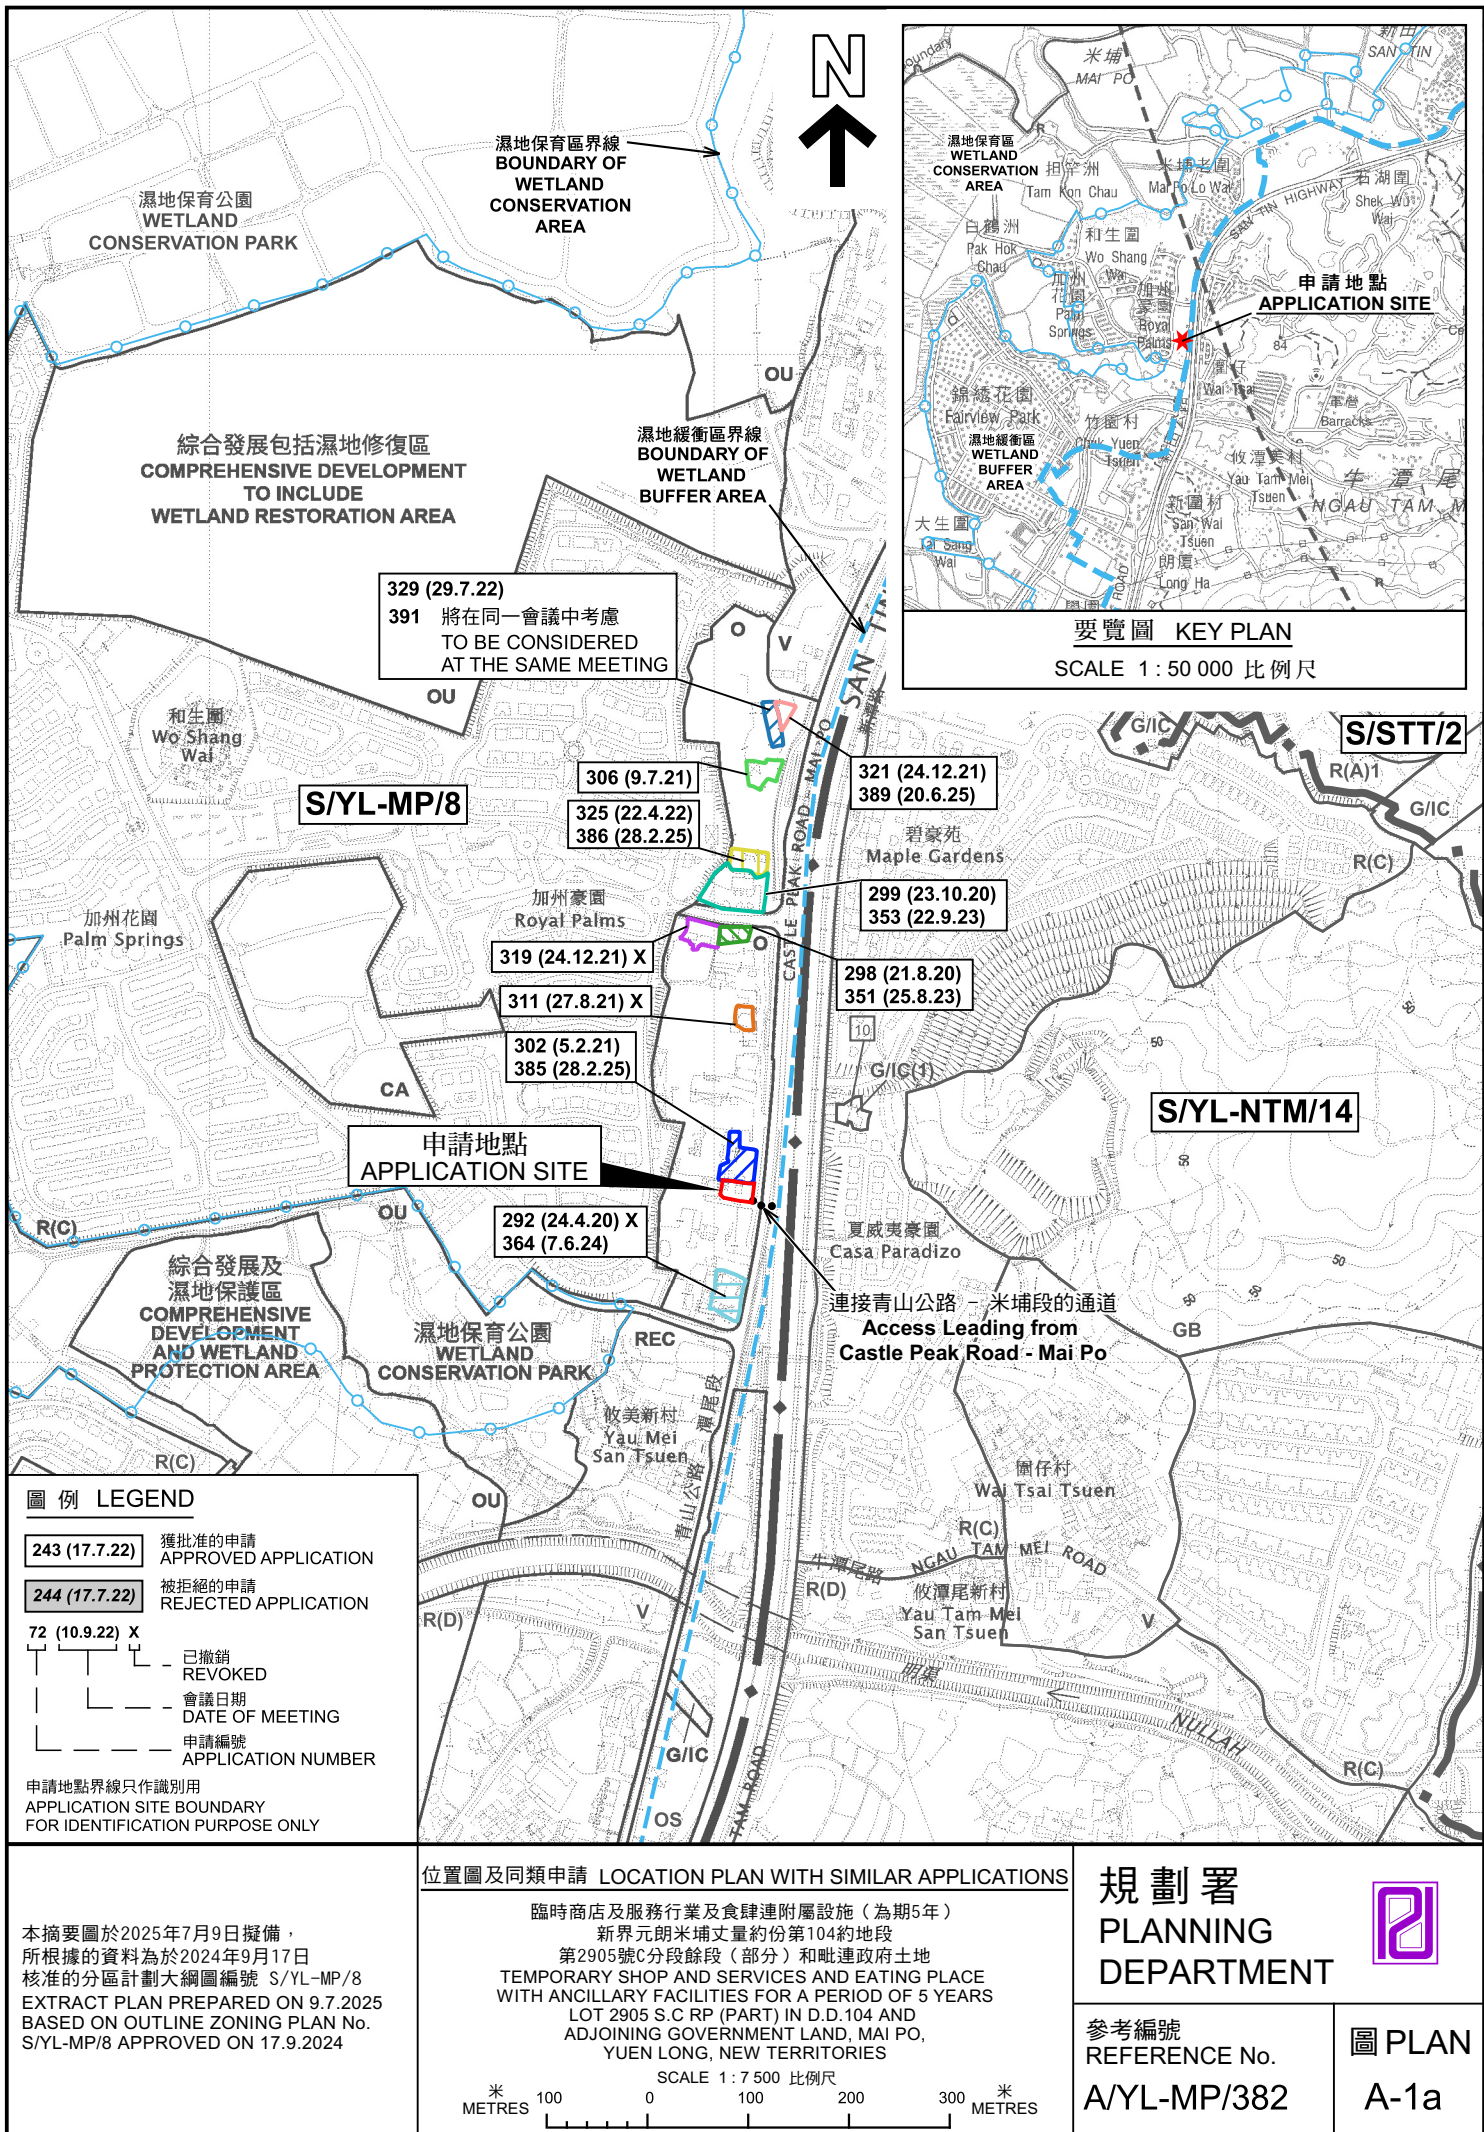 N
濕地保育區界線
BOUNDARY OF
WETLAND
CONSERVATION
AREA
濕地保育公園
WETLAND
CONSERVATION PARK
OU
綜合發展包括濕地修復區
COMPREHENSIVE DEVELOPMENT
TO INCLUDE
WETLAND RESTORATION AREA
濕地緩衝區界線
BOUNDARY OF
WETLAND
BUFFER AREA
329 (29.7.22)
391 將在同一會議中考慮
TO BE CONSIDERED
AT THE SAME MEETING
OU
O
V
SAN TIN
和生圍
Wo Shang
Wai
S/YL-MP/8
306 (9.7.21)
325 (22.4.22)
386 (28.2.25)
321 (24.12.21)
389 (20.6.25)
碧豪苑
Maple Gardens
299 (23.10.20)
353 (22.9.23)
加州豪園
Royal Palms
加州花園
Palm Springs
319 (24.12.21) X
O
CASTLE PEAK ROAD - MAI PO
298 (21.8.20)
351 (25.8.23)
311 (27.8.21) X
302 (5.2.21)
385 (28.2.25)
10
G/IC(1)
CA
申請地點
APPLICATION SITE
S/YL-NTM/14
292 (24.4.20) X
364 (7.6.24)
夏威夷豪園
Casa Paradizo
連接青山公路 - 米埔段的通道
Access Leading from
Castle Peak Road - Mai Po
R(C)
OU
綜合發展及
濕地保護區
COMPREHENSIVE
DEVELOPMENT
AND WETLAND
PROTECTION AREA
濕地保育公園
WETLAND
CONSERVATION PARK
REC
GB
50
50
50
50
50
50
50
攸美新村
Yau Mei
San Tsuen
青山公路 潭尾段
R(C)
OU
圍仔村
Wai Tsai Tsuen
R(C)
牛潭尾路 NGAU TAM MEI ROAD
R(D)
攸潭尾新村
Yau Tam Mei
San Tsuen
V
R(D)
V
明渠
NULLAH
G/IC
OS
TAM ROAD
R(C)
G/IC
S/STT/2
R(A)1
G/IC
R(C)
boundary
米埔
MAI PO
新田
SAN TIN
R
濕地保育區
WETLAND
CONSERVATION
AREA
担竿洲
Tam Kon Chau
米埔老圍
Mai Po Lo Wai
石湖圍
Shek Wu
Wai
SAN TIN HIGHWAY
白鶴洲
Pak Hok
Chau
和生圍
Wo Shang
Wai
加州
花園
Palm
Springs
加州
豪園
Royal
Palms
申請地點
APPLICATION SITE
84
圍仔
Wai Tsai
錦綉花園
Fairview Park
竹園村
Chuk Yuen
Tsuen
軍營
Barracks
濕地緩衝區
WETLAND
BUFFER
AREA
攸潭美村
Yau Tam Mei
Tsuen
牛潭尾
NGAU TAM M
新圍村
San Wai
Tsuen
大生圍
Tai Sang
Wai
朗廈
Long Ha
ROAD
R
要覽圖 KEY PLAN
SCALE 1 : 50 000 比例尺
圖例 LEGEND
243 (17.7.22) 獲批准的申請
APPROVED APPLICATION
244 (17.7.22) 被拒絕的申請
REJECTED APPLICATION
72 (10.9.22) X
已撤銷
REVOKED
會議日期
DATE OF MEETING
申請編號
APPLICATION NUMBER
申請地點界線只作識別用
APPLICATION SITE BOUNDARY
FOR IDENTIFICATION PURPOSE ONLY
本摘要圖於2025年7月9日擬備，
所根據的資料為於2024年9月17日
核准的分區計劃大綱圖編號 S/YL-MP/8
EXTRACT PLAN PREPARED ON 9.7.2025
BASED ON OUTLINE ZONING PLAN No.
S/YL-MP/8 APPROVED ON 17.9.2024
位置圖及同類申請 LOCATION PLAN WITH SIMILAR APPLICATIONS
臨時商店及服務行業及食肆連附屬設施（為期5年）
新界元朗米埔丈量約份第104約地段
第2905號C分段餘段（部分）和毗連政府土地
TEMPORARY SHOP AND SERVICES AND EATING PLACE
WITH ANCILLARY FACILITIES FOR A PERIOD OF 5 YEARS
LOT 2905 S.C RP (PART) IN D.D.104 AND
ADJOINING GOVERNMENT LAND, MAI PO,
YUEN LONG, NEW TERRITORIES
SCALE 1 : 7 500 比例尺
米 METRES 100 0 100 200 300 米 METRES
規劃署
PLANNING
DEPARTMENT
參考編號
REFERENCE No.
A/YL-MP/382
圖 PLAN
A-1a